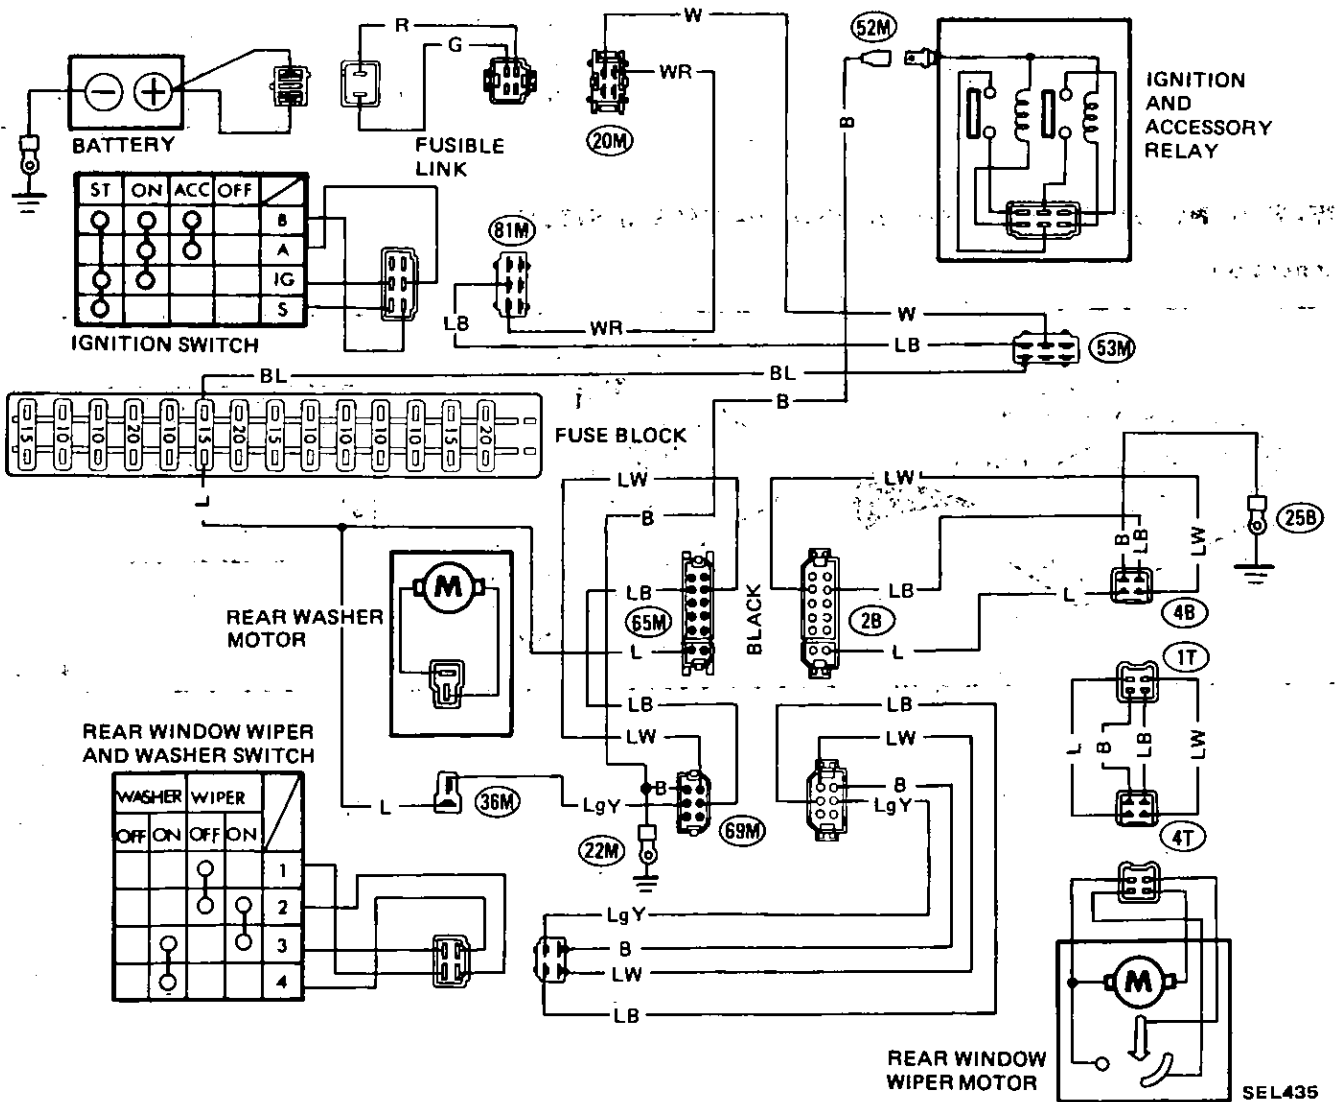 R
G
W
WR
20M
52M
B
IGNITION
AND
ACCESSORY
RELAY
BATTERY
FUSIBLE
LINK
ST ON ACC OFF
B
A
IG
S
IGNITION SWITCH
81M
LB
WR
W
LB
53M
BL
BL
B
15 10 10 20 10 15 20 15 10 10 10 10 15 20
FUSE BLOCK
L
LW
B
LW
B
LB
LW
25B
M
REAR WASHER
MOTOR
LB
65M
L
BLACK
LB
2B
L
L
4B
1T
L
B
LB
LW
4T
LB
LW
LB
LW
B
LgY
REAR WINDOW WIPER
AND WASHER SWITCH
WASHER WIPER
OFF ON OFF ON
1
2
3
4
L
36M
LgY
B
69M
22M
LgY
B
LW
LB
M
REAR WINDOW
WIPER MOTOR
SEL435